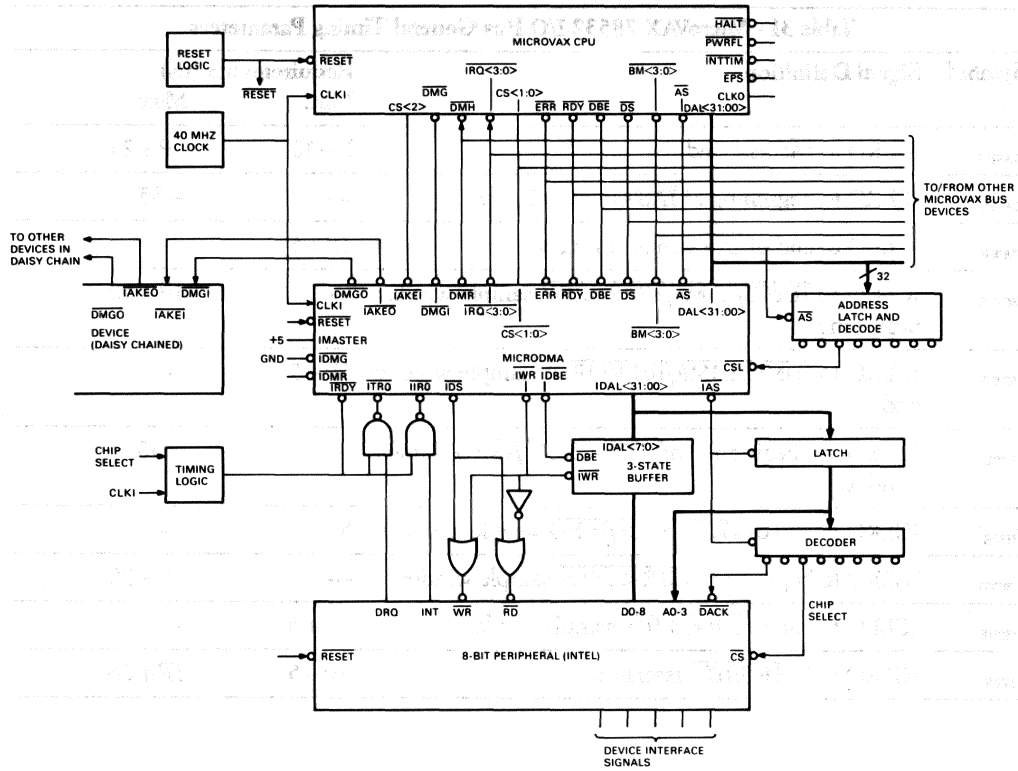 MICROVAX CPU
HALT
PWRFL
INTTIM
EPS
CLKO
RESET
LOGIC
RESET
RESET
CLKI
40 MHZ
CLOCK
IRQ<3:0>
BM<3:0>
DMG
CS<1:0>
AS
CS<2>
DMH
ERR
RDY
DBE
DS
DAL<31:00>
TO/FROM OTHER
MICROVAX BUS
DEVICES
TO OTHER
DEVICES IN
DAISY CHAIN
32
IAKEO
DMGI
DMGO
IAKEI
DEVICE
(DAISY CHAINED)
CLKI
DMGO
IAKEI
DMR
ERR
RDY
DBE
DS
AS
IAKEO
DMGI
IRQ<3:0>
DAL<31:00>
CS<1:0>
BM<3:0>
RESET
+5
IMASTER
GND
IDMG
IDMR
MICRODMA
IRDY
ITR0
IIR0
IDS
IWR
IDBE
IDAL<31:00>
IAS
CSL
AS
ADDRESS
LATCH AND
DECODE
CHIP
SELECT
CLKI
TIMING
LOGIC
IDAL<7:0>
DBE
3-STATE
IWR
BUFFER
LATCH
DECODER
CHIP
SELECT
DRQ
INT
WR
RD
D0-8
A0-3
DACK
RESET
8-BIT PERIPHERAL (INTEL)
CS
DEVICE INTERFACE
SIGNALS